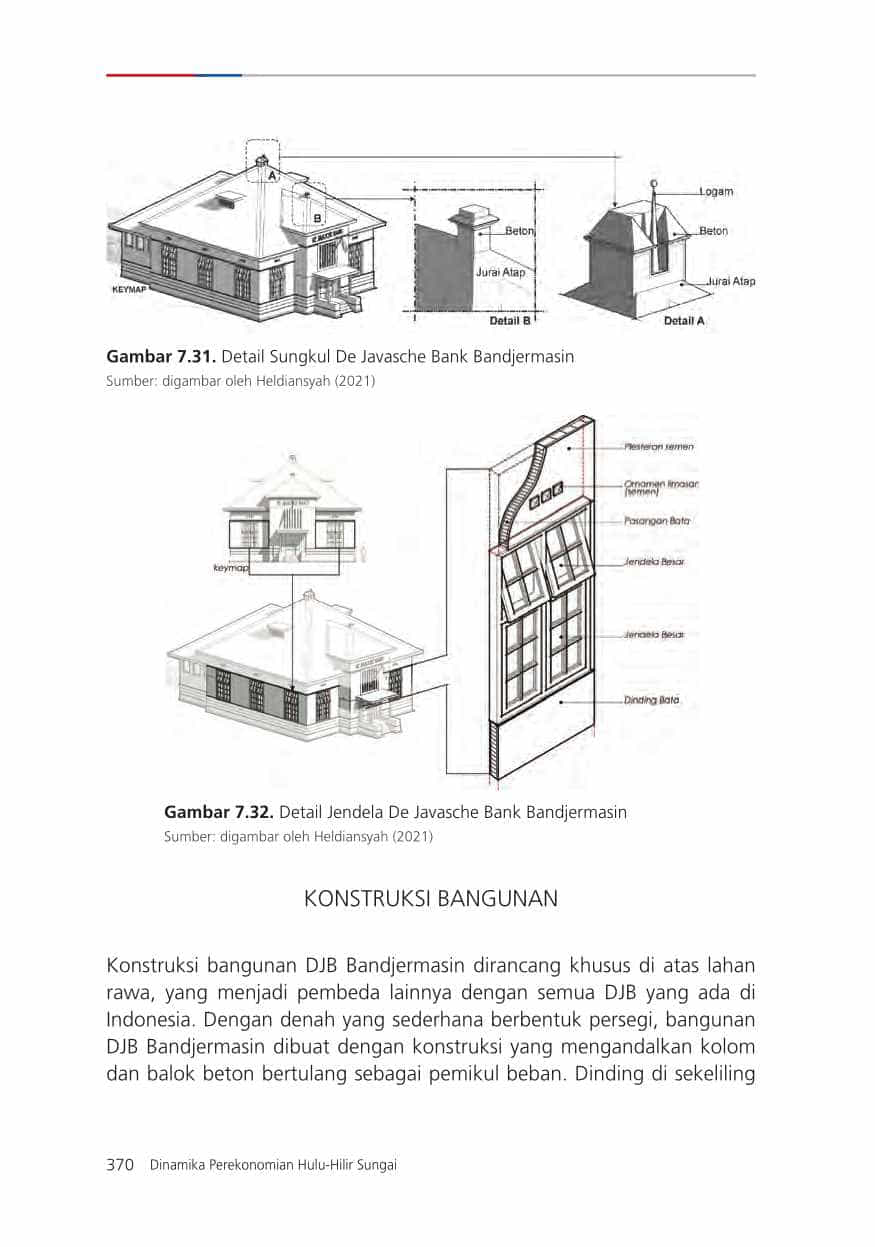 A
B
KEYMAP
Beton
Jurai Atap
Detail B
Logam
Beton
Jurai Atap
Detail A
Gambar 7.31. Detail Sungkul De Javasche Bank Bandjermasin
Sumber: digambar oleh Heldiansyah (2021)
keymap
Plesteran semen
Ornamen limasan
(semen)
Pasangan Bata
Jendela Besar
Jendela Besar
Dinding Bata
Gambar 7.32. Detail Jendela De Javasche Bank Bandjermasin
Sumber: digambar oleh Heldiansyah (2021)
KONSTRUKSI BANGUNAN
Konstruksi bangunan DJB Bandjermasin dirancang khusus di atas lahan
rawa, yang menjadi pembeda lainnya dengan semua DJB yang ada di
Indonesia. Dengan denah yang sederhana berbentuk persegi, bangunan
DJB Bandjermasin dibuat dengan konstruksi yang mengandalkan kolom
dan balok beton bertulang sebagai pemikul beban. Dinding di sekeliling
370 Dinamika Perekonomian Hulu-Hilir Sungai